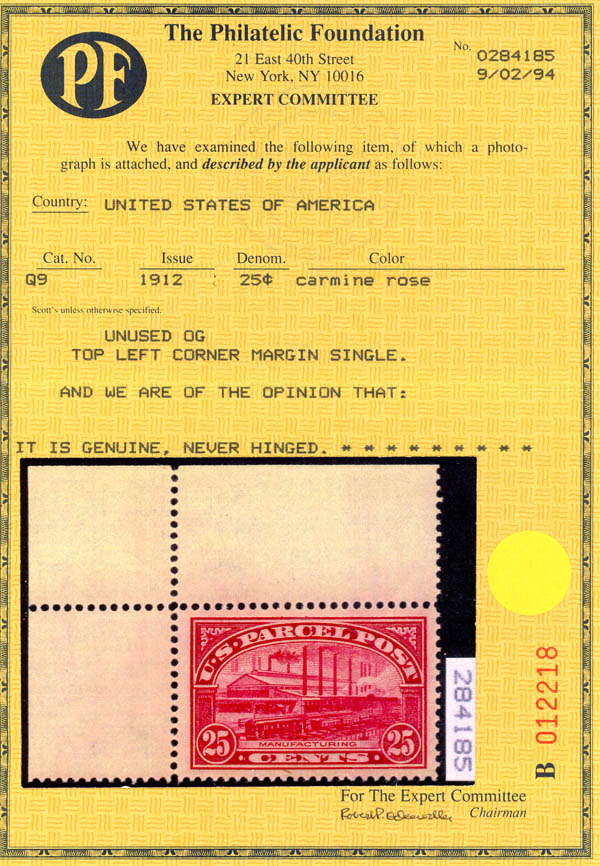 PF
The Philatelic Foundation
21 East 40th Street
New York, NY 10016
EXPERT COMMITTEE
No. 0284185
9/02/94
We have examined the following item, of which a photo-
graph is attached, and described by the applicant as follows:
Country: UNITED STATES OF AMERICA
Cat. No. Issue Denom. Color
Q9 1912 25¢ carmine rose
Scott's unless otherwise specified.
UNUSED OG
TOP LEFT CORNER MARGIN SINGLE.
AND WE ARE OF THE OPINION THAT:
IT IS GENUINE, NEVER HINGED. * * * * * * * * *
U.S. PARCEL POST
25 MANUFACTURING 25
CENTS
284185
B 012218
For The Expert Committee
Chairman